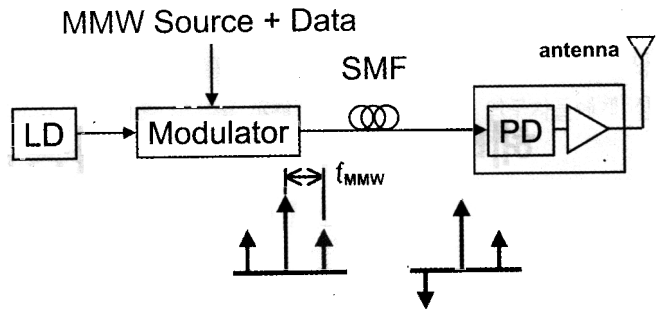 MMW Source + Data
antenna
SMF
LD
Modulator
PD
fMMW